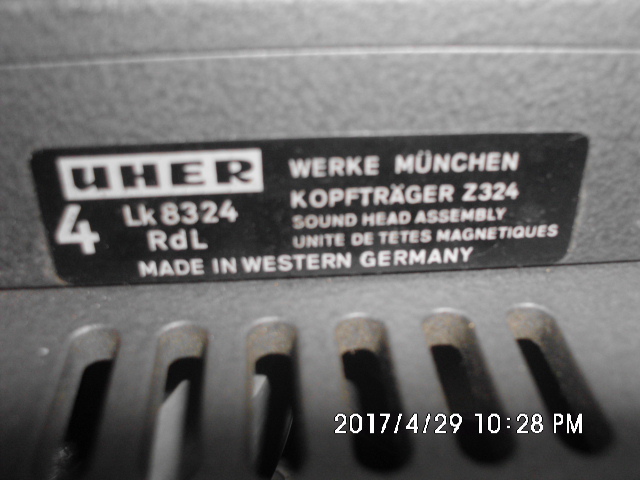 UHER WERKE MÜNCHEN
4 Lk 8324 KOPFTRÄGER Z324
RdL SOUND HEAD ASSEMBLY
UNITE DE TETES MAGNETIQUES
MADE IN WESTERN GERMANY
2017/4/29 10:28 PM